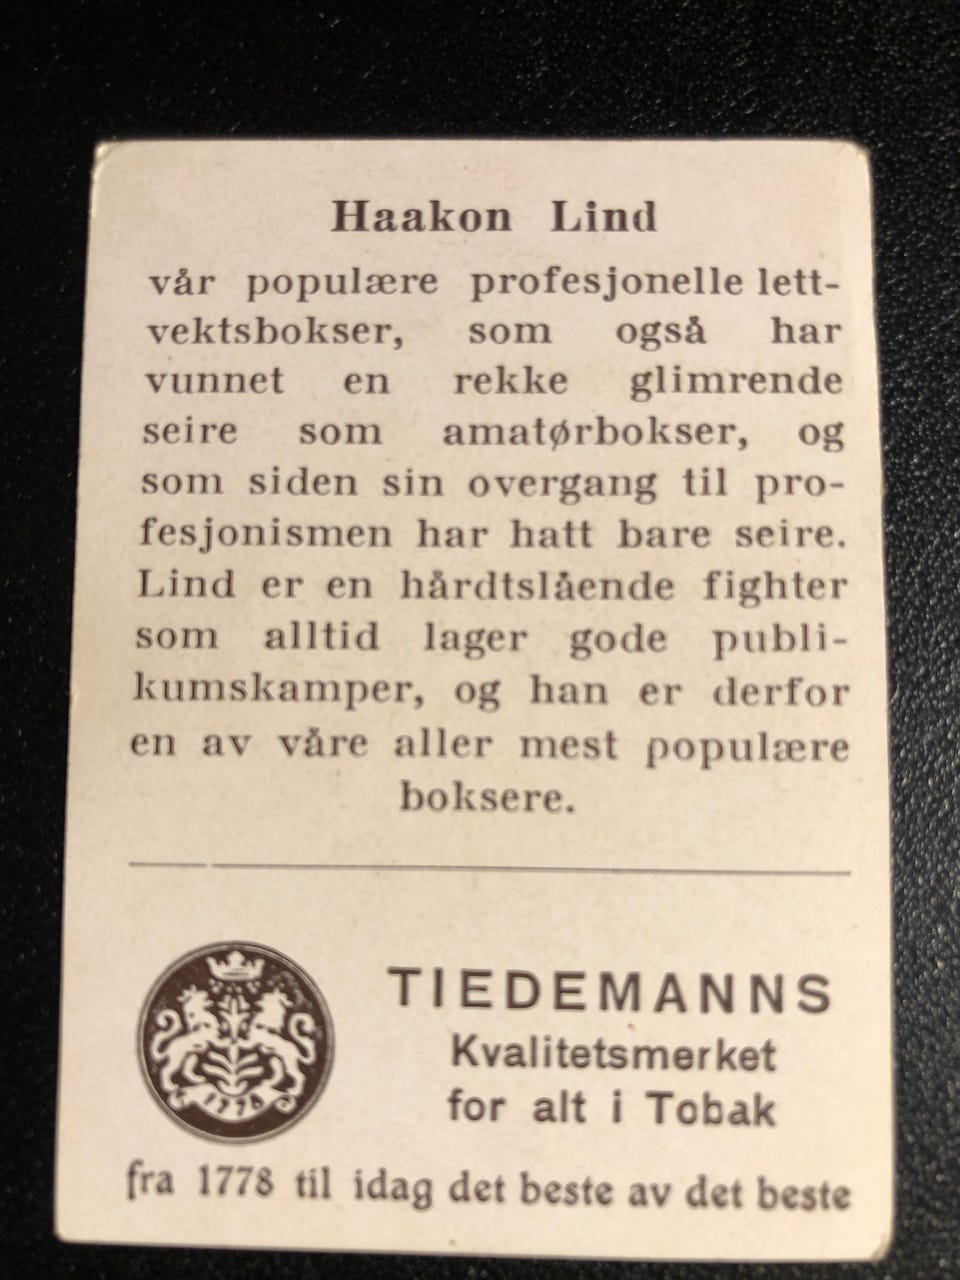 Haakon Lind
vår populære profesjonelle lett-
vektsbokser, som også har
vunnet en rekke glimrende
seire som amatørbokser, og
som siden sin overgang til pro-
fesjonismen har hatt bare seire.
Lind er en hårdtslående fighter
som alltid lager gode publi-
kumskamper, og han er derfor
en av våre aller mest populære
boksere.
TIEDEMANNS
Kvalitetsmerket
for alt i Tobak
1778
fra 1778 til idag det beste av det beste